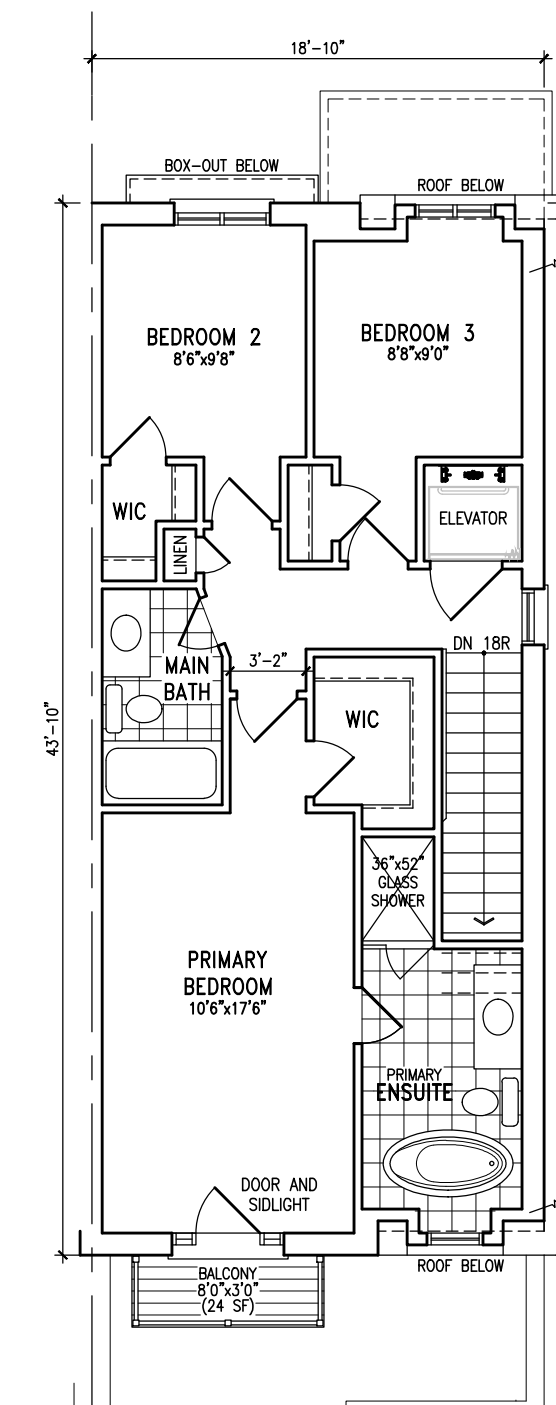 18'-10"
BOX-OUT BELOW
ROOF BELOW
BEDROOM 2
8'6"x9'8"
BEDROOM 3
8'8"x9'0"
WIC
LINEN
ELEVATOR
DN 18R
MAIN
BATH
3'-2"
WIC
43'-10"
36"x52"
GLASS
SHOWER
PRIMARY
BEDROOM
10'6"x17'6"
PRIMARY
ENSUITE
DOOR AND
SIDLIGHT
ROOF BELOW
BALCONY
8'0"x3'0"
(24 SF)